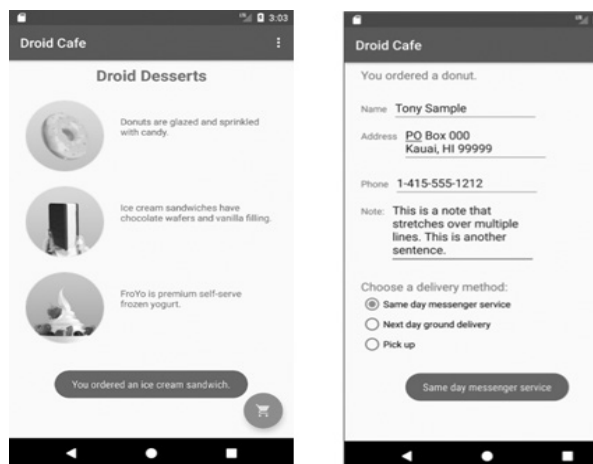 3:03
Droid Cafe
Droid Desserts
Donuts are glazed and sprinkled
with candy.
Ice cream sandwiches have
chocolate wafers and vanilla filling.
FroYo is premium self-serve
frozen yogurt.
You ordered an ice cream sandwich.
Droid Cafe
You ordered a donut.
Name Tony Sample
Address PO Box 000
Kauai, HI 99999
Phone 1-415-555-1212
Note: This is a note that
stretches over multiple
lines. This is another
sentence.
Choose a delivery method:
Same day messenger service
Next day ground delivery
Pick up
Same day messenger service